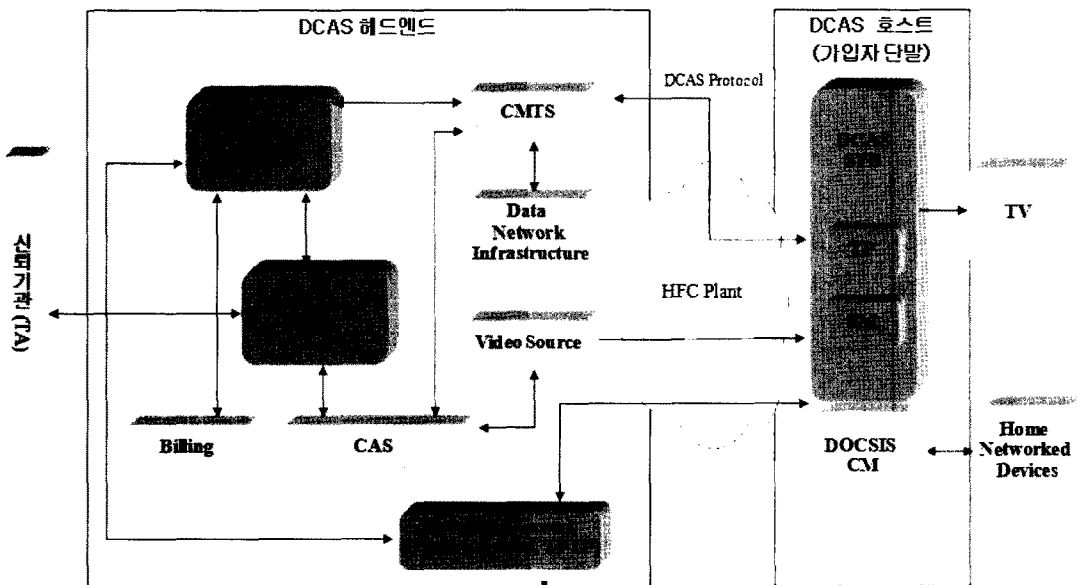 DCAS 헤드엔드
DCAS 호스트
(가입자 단말)
DCAS Protocol
CMTS
Data
Network
Infrastructure
TV
신뢰기관 (TA)
HFC Plant
Video Source
Billing
CAS
DOCSIS
CM
Home
Networked
Devices